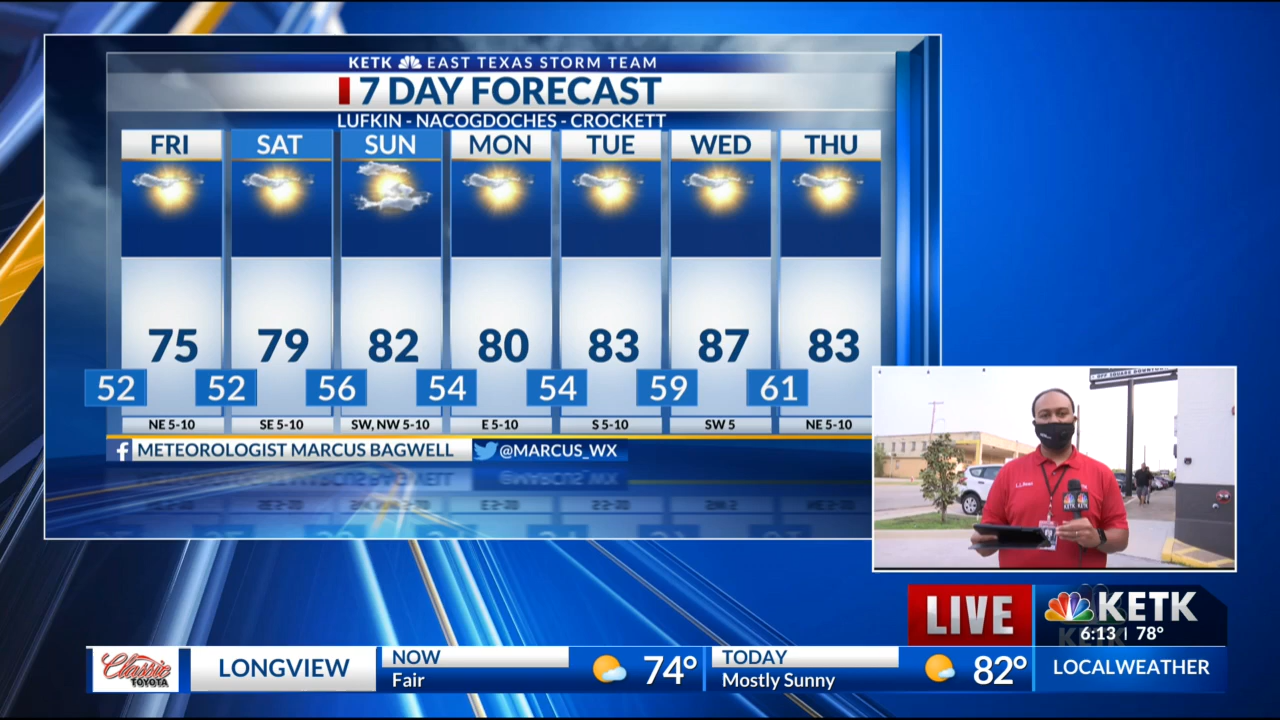 KETK EAST TEXAS STORM TEAM
7 DAY FORECAST
LUFKIN - NACOGDOCHES - CROCKETT
FRI SAT SUN MON TUE WED THU
75 79 82 80 83 87 83
52 52 56 54 54 59 61
NE 5-10 SE 5-10 SW, NW 5-10 E 5-10 S 5-10 SW 5 NE 5-10
f METEOROLOGIST MARCUS BAGWELL @MARCUS_WX
KETK KETK
LIVE
KETK
6:13 | 78°
Classic
TOYOTA
LONGVIEW
NOW
Fair
74°
TODAY
Mostly Sunny
82°
LOCALWEATHER